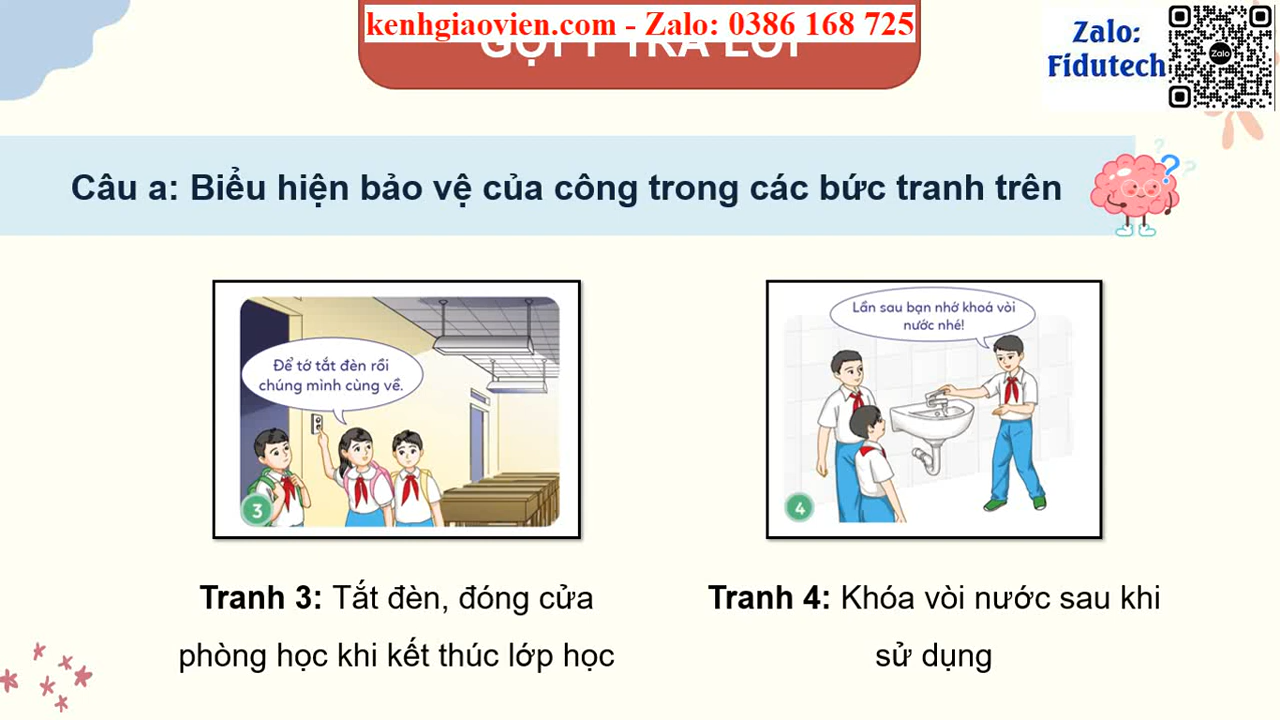 kenhgiaovien.com - Zalo: 0386 168 725
Zalo:
Fidutech
Zalo
Câu a: Biểu hiện bảo vệ của công trong các bức tranh trên
Để tớ tắt đèn rồi
chúng mình cùng về.
3
Lần sau bạn nhớ khoá vòi
nước nhé!
4
Tranh 3: Tắt đèn, đóng cửa
phòng học khi kết thúc lớp học
Tranh 4: Khóa vòi nước sau khi
sử dụng